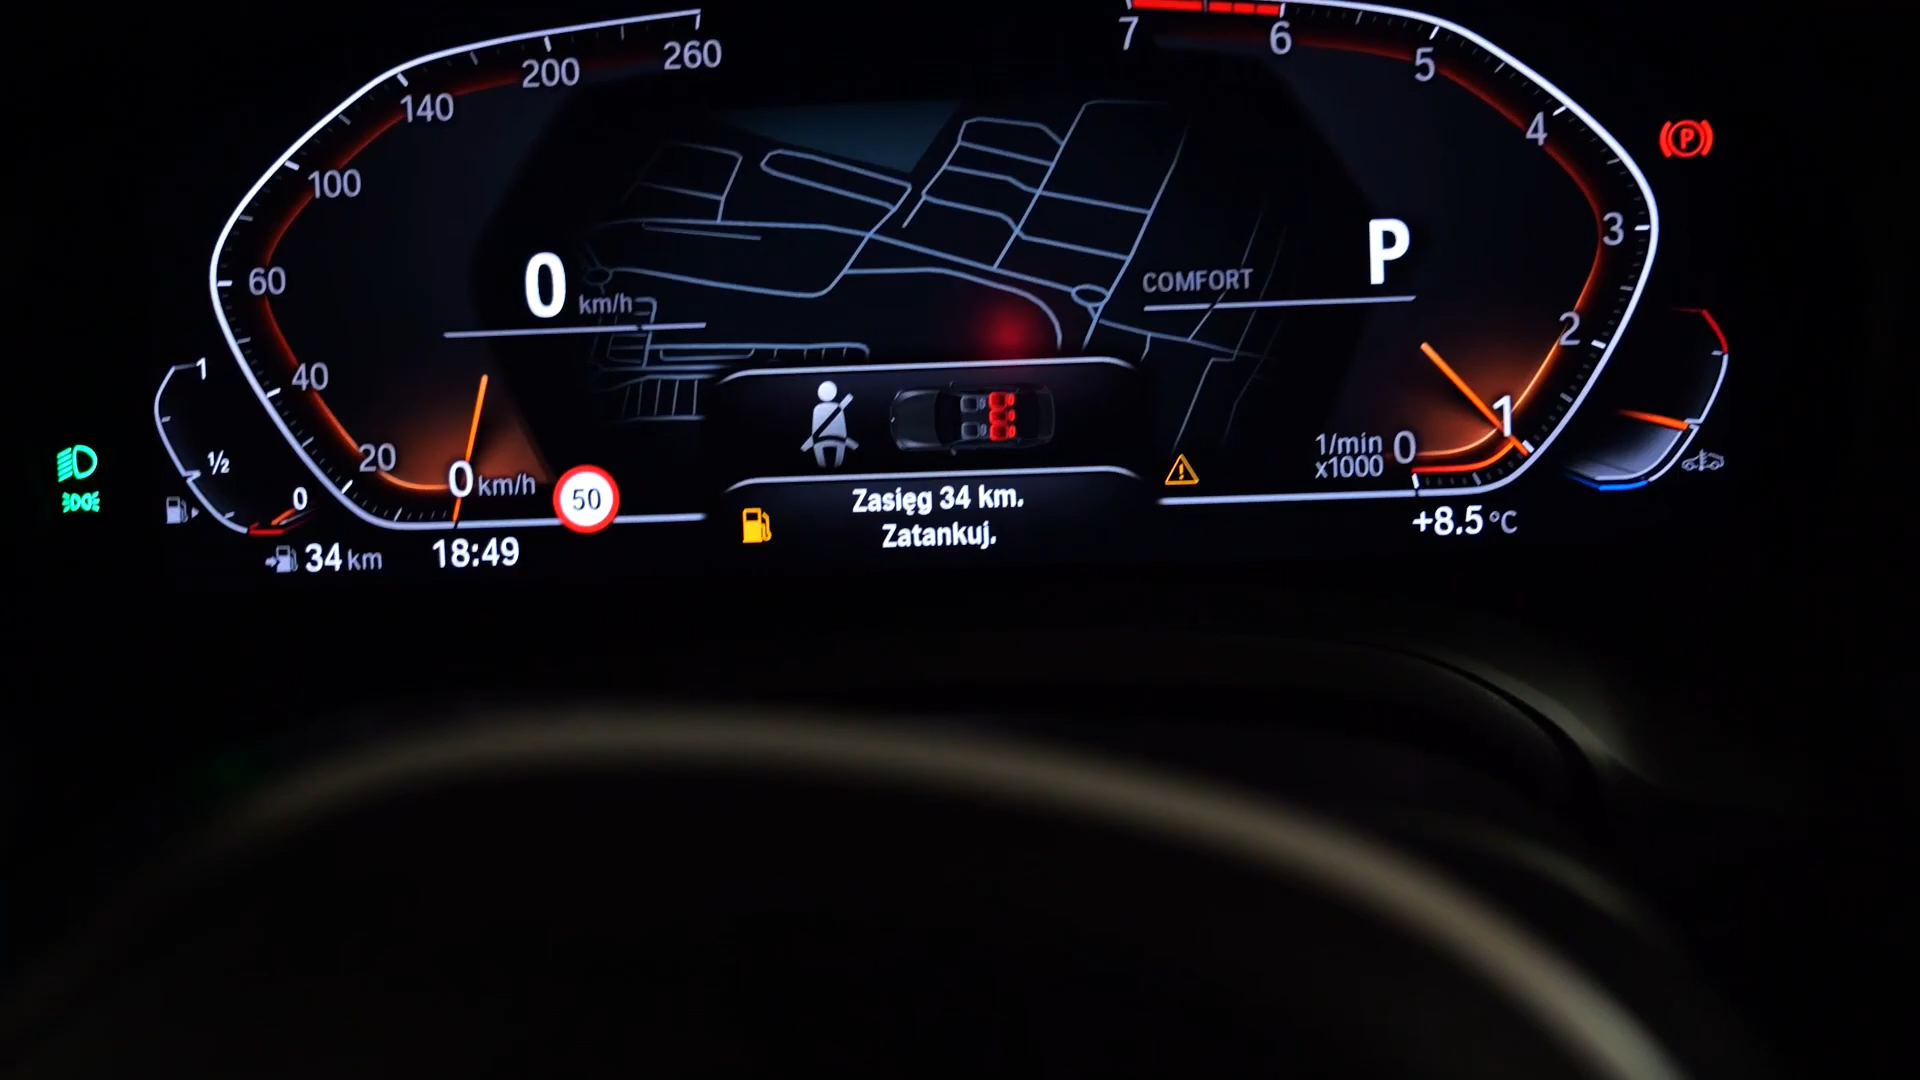 260
200
140
100
60
40
20
0 km/h
0 km/h
50
1
½
0
34 km
18:49
Zasięg 34 km.
Zatankuj.
COMFORT
P
7
6
5
4
3
2
1
0
1/min
x1000
+8.5 °C
P